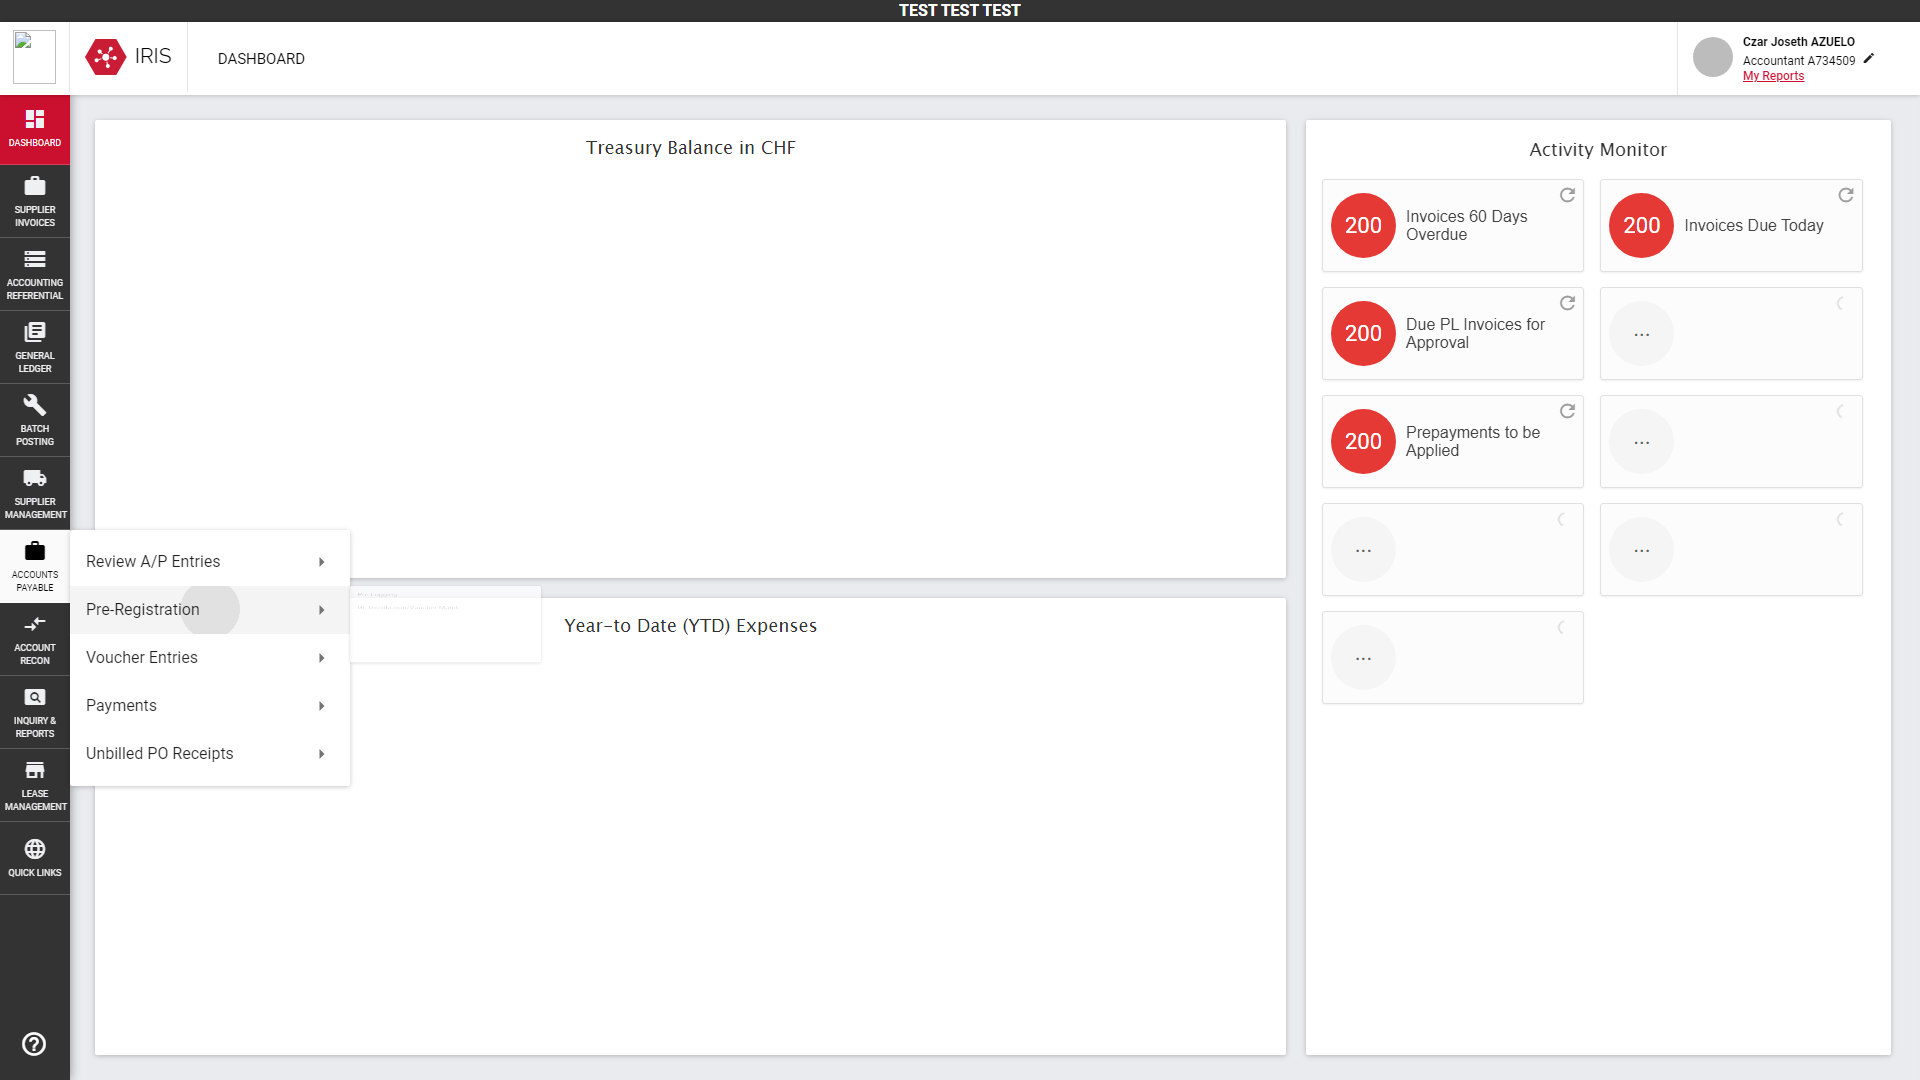 TEST TEST TEST
IRIS
DASHBOARD
Czar Joseth AZUELO
Accountant A734509
My Reports
DASHBOARD
SUPPLIER
INVOICES
ACCOUNTING
REFERENTIAL
GENERAL
LEDGER
BATCH
POSTING
SUPPLIER
MANAGEMENT
ACCOUNTS
PAYABLE
ACCOUNT
RECON
INQUIRY &
REPORTS
LEASE
MANAGEMENT
QUICK LINKS
Review A/P Entries
Pre-Registration
Voucher Entries
Payments
Unbilled PO Receipts
Treasury Balance in CHF
Year-to Date (YTD) Expenses
Activity Monitor
200
Invoices 60 Days
Overdue
200
Invoices Due Today
200
Due PL Invoices for
Approval
...
200
Prepayments to be
Applied
...
...
...
...